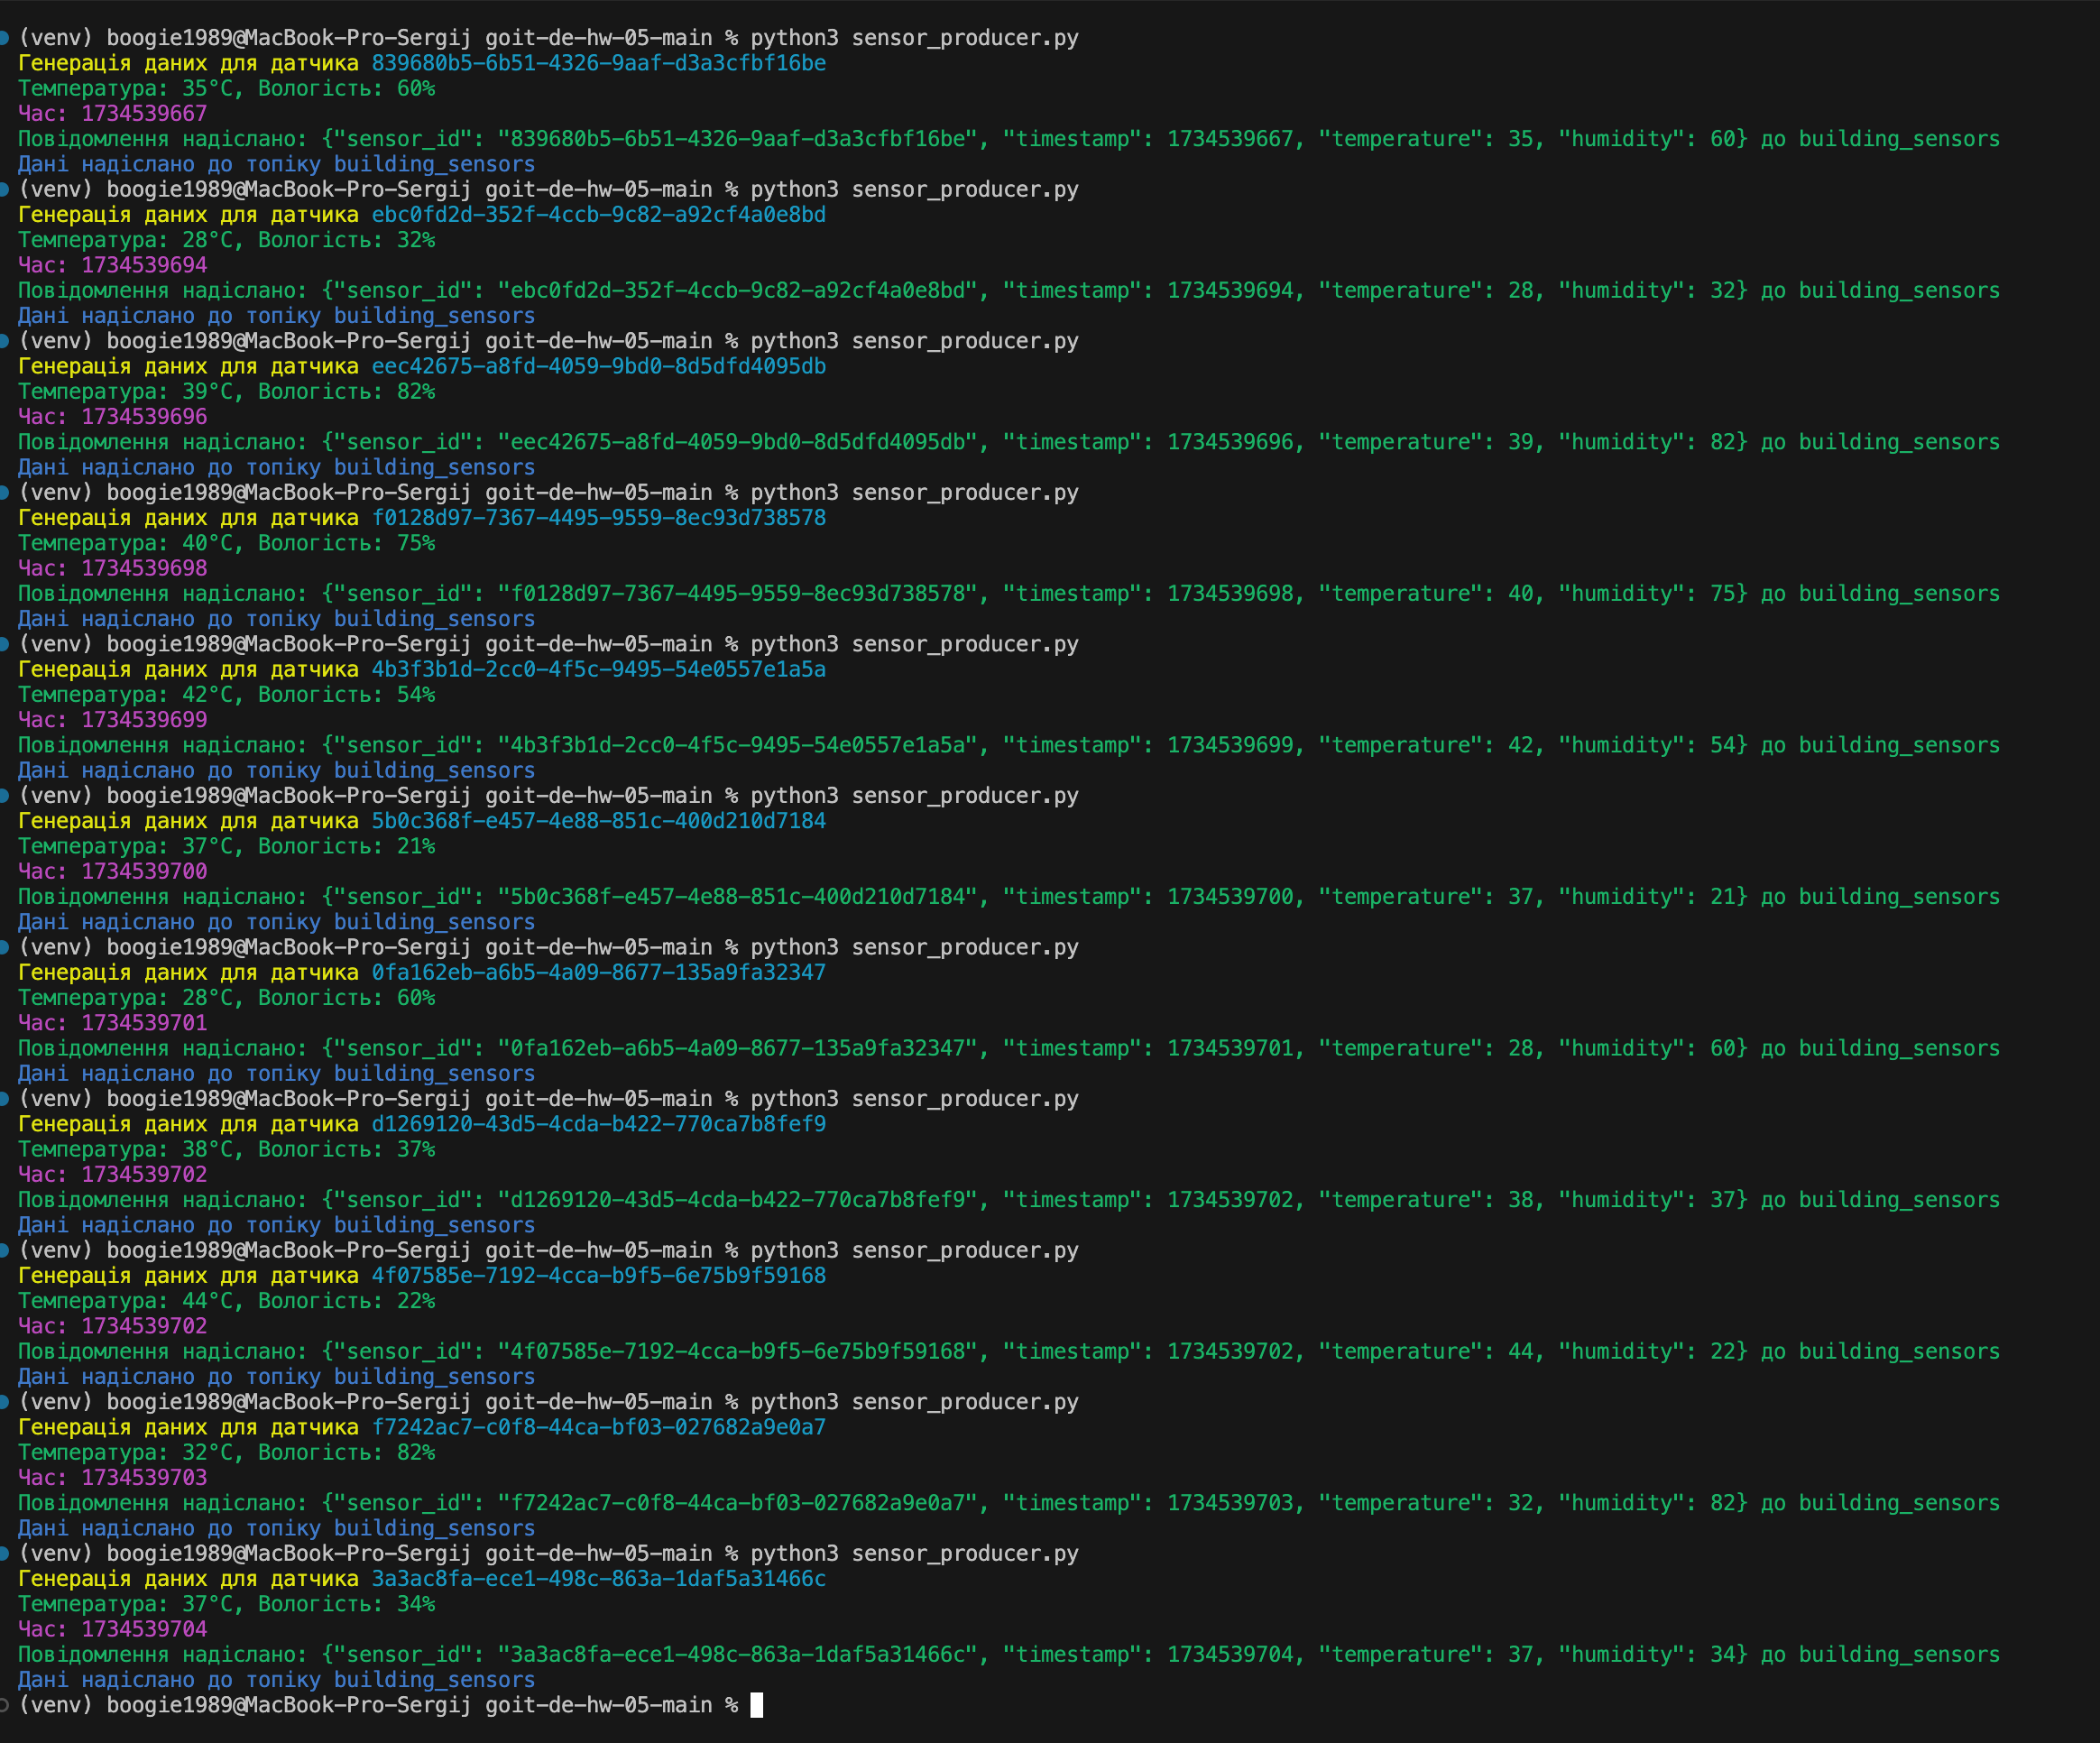 (venv) boogie1989@MacBook-Pro-Sergij goit-de-hw-05-main % python3 sensor_producer.py
Генерація даних для датчика 839680b5-6b51-4326-9aaf-d3a3cfbf16be
Температура: 35°C, Вологість: 60%
Час: 1734539667
Повідомлення надіслано: {"sensor_id": "839680b5-6b51-4326-9aaf-d3a3cfbf16be", "timestamp": 1734539667, "temperature": 35, "humidity": 60} до building_sensors
Дані надіслано до топіку building_sensors
(venv) boogie1989@MacBook-Pro-Sergij goit-de-hw-05-main % python3 sensor_producer.py
Генерація даних для датчика ebc0fd2d-352f-4ccb-9c82-a92cf4a0e8bd
Температура: 28°C, Вологість: 32%
Час: 1734539694
Повідомлення надіслано: {"sensor_id": "ebc0fd2d-352f-4ccb-9c82-a92cf4a0e8bd", "timestamp": 1734539694, "temperature": 28, "humidity": 32} до building_sensors
Дані надіслано до топіку building_sensors
(venv) boogie1989@MacBook-Pro-Sergij goit-de-hw-05-main % python3 sensor_producer.py
Генерація даних для датчика eec42675-a8fd-4059-9bd0-8d5dfd4095db
Температура: 39°C, Вологість: 82%
Час: 1734539696
Повідомлення надіслано: {"sensor_id": "eec42675-a8fd-4059-9bd0-8d5dfd4095db", "timestamp": 1734539696, "temperature": 39, "humidity": 82} до building_sensors
Дані надіслано до топіку building_sensors
(venv) boogie1989@MacBook-Pro-Sergij goit-de-hw-05-main % python3 sensor_producer.py
Генерація даних для датчика f0128d97-7367-4495-9559-8ec93d738578
Температура: 40°C, Вологість: 75%
Час: 1734539698
Повідомлення надіслано: {"sensor_id": "f0128d97-7367-4495-9559-8ec93d738578", "timestamp": 1734539698, "temperature": 40, "humidity": 75} до building_sensors
Дані надіслано до топіку building_sensors
(venv) boogie1989@MacBook-Pro-Sergij goit-de-hw-05-main % python3 sensor_producer.py
Генерація даних для датчика 4b3f3b1d-2cc0-4f5c-9495-54e0557e1a5a
Температура: 42°C, Вологість: 54%
Час: 1734539699
Повідомлення надіслано: {"sensor_id": "4b3f3b1d-2cc0-4f5c-9495-54e0557e1a5a", "timestamp": 1734539699, "temperature": 42, "humidity": 54} до building_sensors
Дані надіслано до топіку building_sensors
(venv) boogie1989@MacBook-Pro-Sergij goit-de-hw-05-main % python3 sensor_producer.py
Генерація даних для датчика 5b0c368f-e457-4e88-851c-400d210d7184
Температура: 37°C, Вологість: 21%
Час: 1734539700
Повідомлення надіслано: {"sensor_id": "5b0c368f-e457-4e88-851c-400d210d7184", "timestamp": 1734539700, "temperature": 37, "humidity": 21} до building_sensors
Дані надіслано до топіку building_sensors
(venv) boogie1989@MacBook-Pro-Sergij goit-de-hw-05-main % python3 sensor_producer.py
Генерація даних для датчика 0fa162eb-a6b5-4a09-8677-135a9fa32347
Температура: 28°C, Вологість: 60%
Час: 1734539701
Повідомлення надіслано: {"sensor_id": "0fa162eb-a6b5-4a09-8677-135a9fa32347", "timestamp": 1734539701, "temperature": 28, "humidity": 60} до building_sensors
Дані надіслано до топіку building_sensors
(venv) boogie1989@MacBook-Pro-Sergij goit-de-hw-05-main % python3 sensor_producer.py
Генерація даних для датчика d1269120-43d5-4cda-b422-770ca7b8fef9
Температура: 38°C, Вологість: 37%
Час: 1734539702
Повідомлення надіслано: {"sensor_id": "d1269120-43d5-4cda-b422-770ca7b8fef9", "timestamp": 1734539702, "temperature": 38, "humidity": 37} до building_sensors
Дані надіслано до топіку building_sensors
(venv) boogie1989@MacBook-Pro-Sergij goit-de-hw-05-main % python3 sensor_producer.py
Генерація даних для датчика 4f07585e-7192-4cca-b9f5-6e75b9f59168
Температура: 44°C, Вологість: 22%
Час: 1734539702
Повідомлення надіслано: {"sensor_id": "4f07585e-7192-4cca-b9f5-6e75b9f59168", "timestamp": 1734539702, "temperature": 44, "humidity": 22} до building_sensors
Дані надіслано до топіку building_sensors
(venv) boogie1989@MacBook-Pro-Sergij goit-de-hw-05-main % python3 sensor_producer.py
Генерація даних для датчика f7242ac7-c0f8-44ca-bf03-027682a9e0a7
Температура: 32°C, Вологість: 82%
Час: 1734539703
Повідомлення надіслано: {"sensor_id": "f7242ac7-c0f8-44ca-bf03-027682a9e0a7", "timestamp": 1734539703, "temperature": 32, "humidity": 82} до building_sensors
Дані надіслано до топіку building_sensors
(venv) boogie1989@MacBook-Pro-Sergij goit-de-hw-05-main % python3 sensor_producer.py
Генерація даних для датчика 3a3ac8fa-ece1-498c-863a-1daf5a31466c
Температура: 37°C, Вологість: 34%
Час: 1734539704
Повідомлення надіслано: {"sensor_id": "3a3ac8fa-ece1-498c-863a-1daf5a31466c", "timestamp": 1734539704, "temperature": 37, "humidity": 34} до building_sensors
Дані надіслано до топіку building_sensors
(venv) boogie1989@MacBook-Pro-Sergij goit-de-hw-05-main %